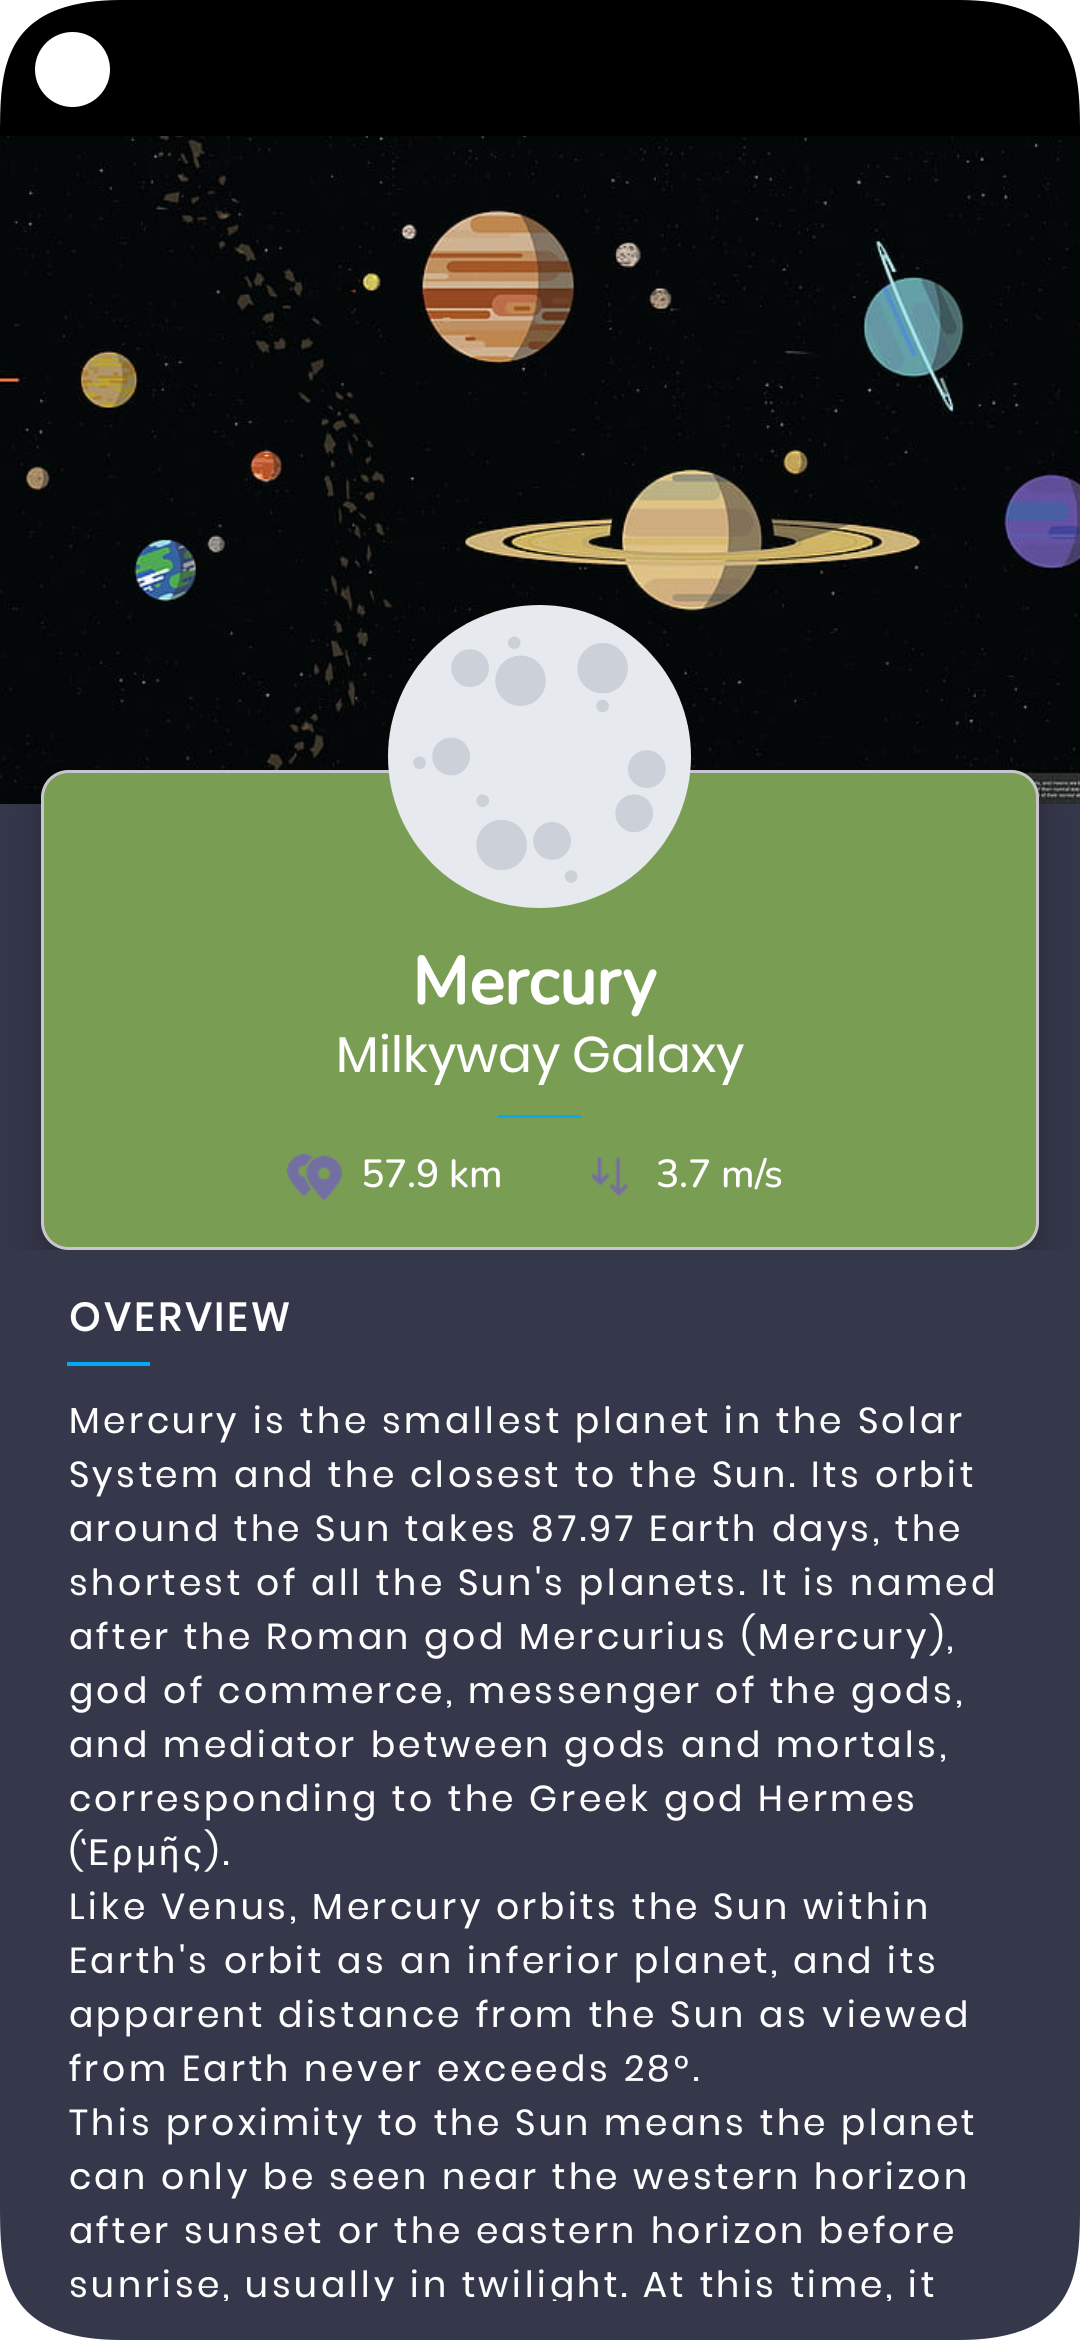 Mercury
Milkyway Galaxy
57.9 km
3.7 m/s
OVERVIEW
Mercury is the smallest planet in the Solar
System and the closest to the Sun. Its orbit
around the Sun takes 87.97 Earth days, the
shortest of all the Sun's planets. It is named
after the Roman god Mercurius (Mercury),
god of commerce, messenger of the gods,
and mediator between gods and mortals,
corresponding to the Greek god Hermes
(Ἑρμῆς).
Like Venus, Mercury orbits the Sun within
Earth's orbit as an inferior planet, and its
apparent distance from the Sun as viewed
from Earth never exceeds 28°.
This proximity to the Sun means the planet
can only be seen near the western horizon
after sunset or the eastern horizon before
sunrise, usually in twilight. At this time, it